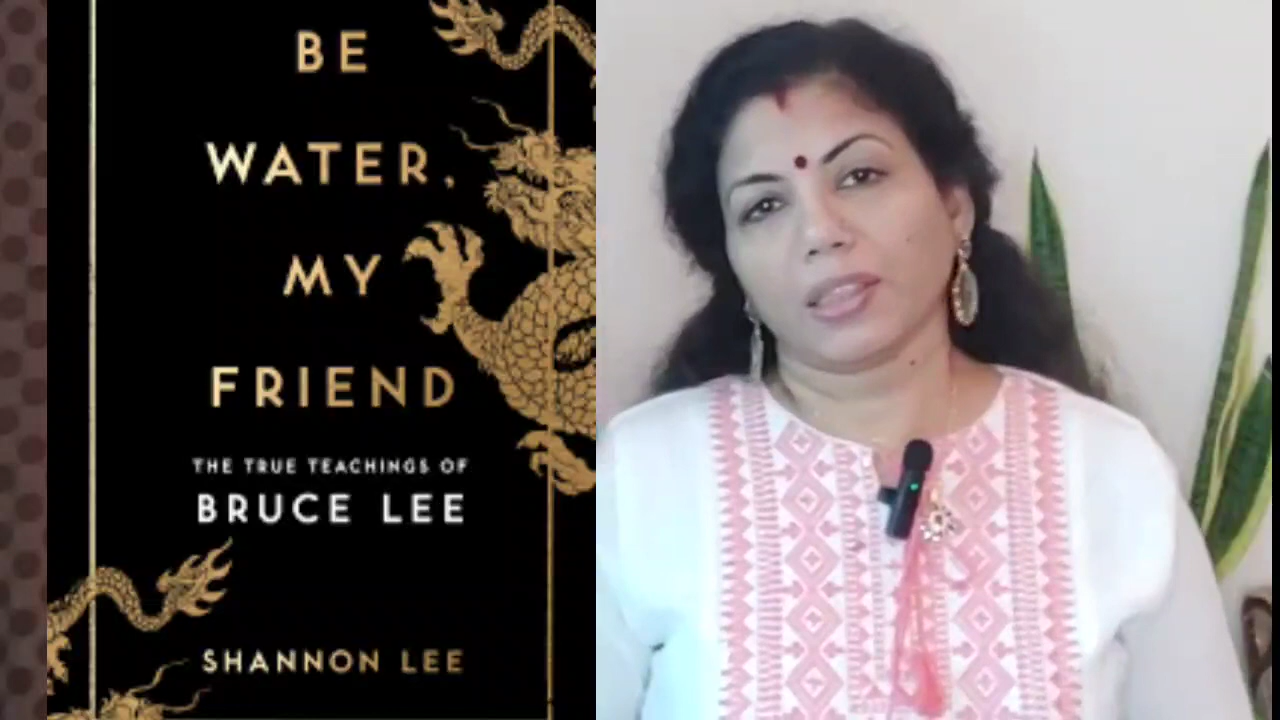 BE
WATER,
MY
FRIEND
THE TRUE TEACHINGS OF
BRUCE LEE
SHANNON LEE